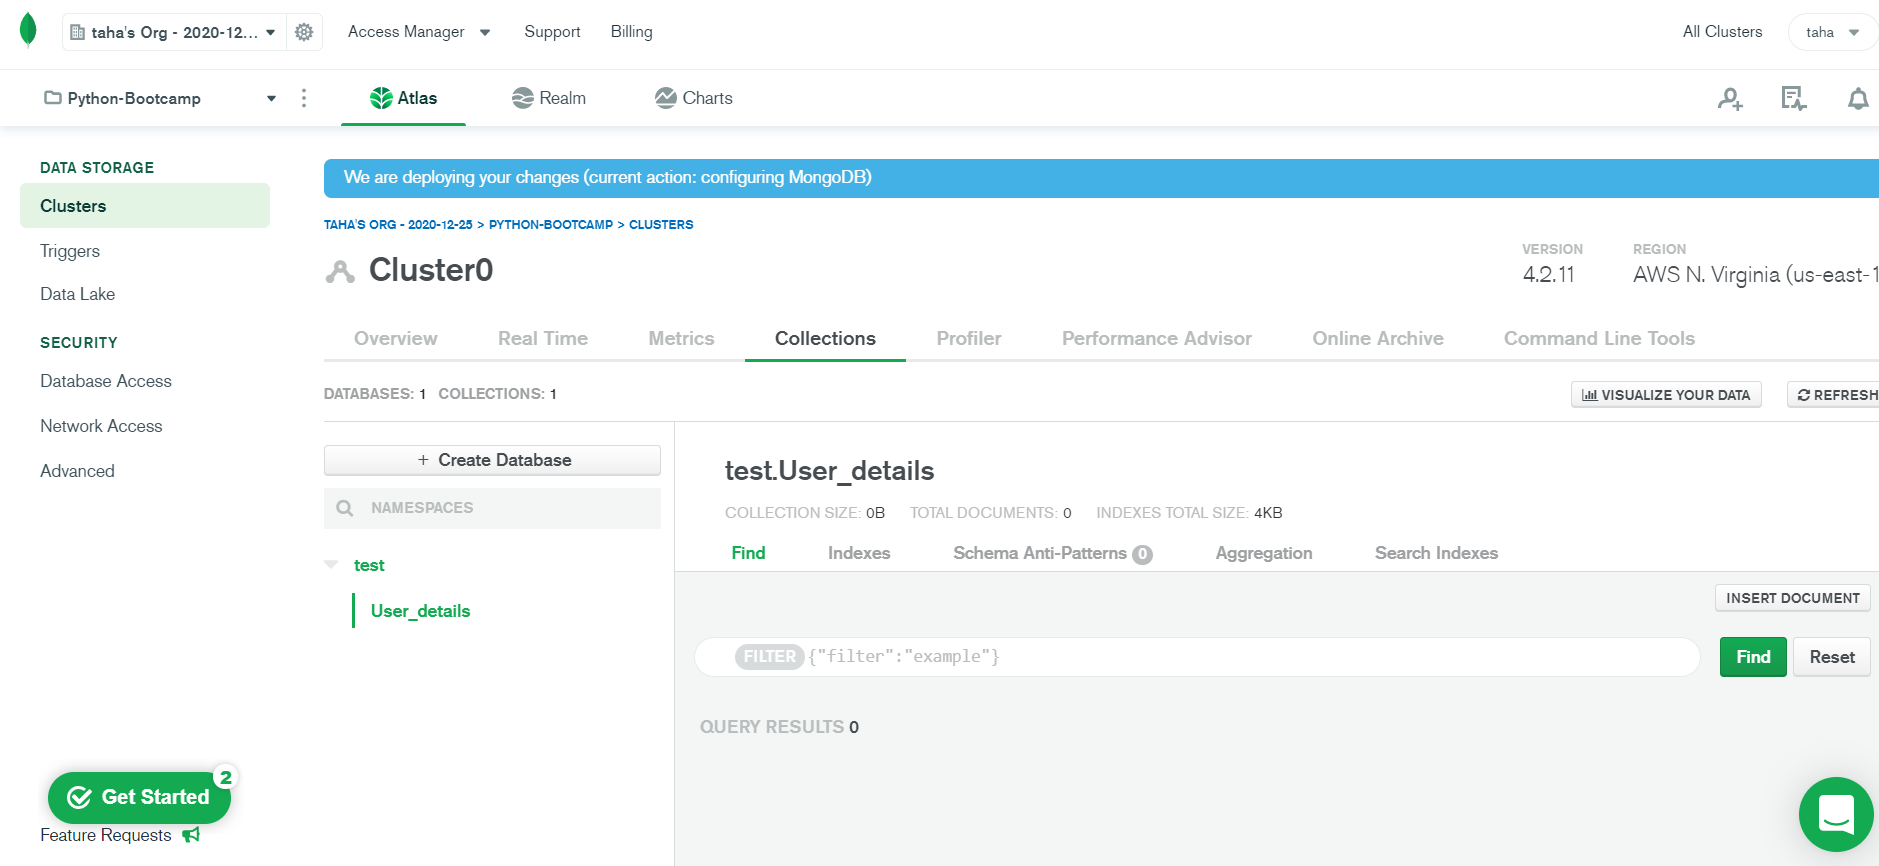 taha's Org - 2020-12...
Access Manager
Support
Billing
All Clusters
taha
Python-Bootcamp
Atlas
Realm
Charts
DATA STORAGE
Clusters
Triggers
Data Lake
SECURITY
Database Access
Network Access
Advanced
We are deploying your changes (current action: configuring MongoDB)
TAHA'S ORG - 2020-12-25 > PYTHON-BOOTCAMP > CLUSTERS
Cluster0
VERSION
4.2.11
REGION
AWS N. Virginia (us-east-1
Overview
Real Time
Metrics
Collections
Profiler
Performance Advisor
Online Archive
Command Line Tools
DATABASES: 1 COLLECTIONS: 1
VISUALIZE YOUR DATA
REFRESH
+ Create Database
NAMESPACES
test
User_details
test.User_details
COLLECTION SIZE: 0B TOTAL DOCUMENTS: 0 INDEXES TOTAL SIZE: 4KB
Find
Indexes
Schema Anti-Patterns 0
Aggregation
Search Indexes
INSERT DOCUMENT
FILTER {"filter":"example"}
Find
Reset
QUERY RESULTS 0
Get Started
2
Feature Requests